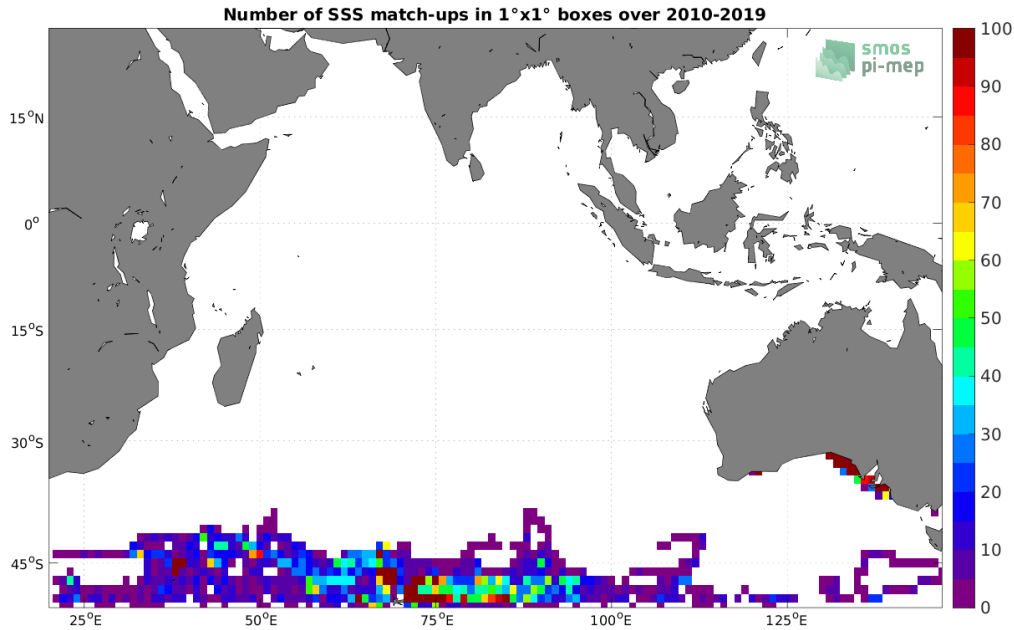 Number of SSS match-ups in 1°x1° boxes over 2010-2019
smos
pi-mep
100
90
80
70
60
50
40
30
20
10
0
15°N
0°
15°S
30°S
45°S
25°E
50°E
75°E
100°E
125°E